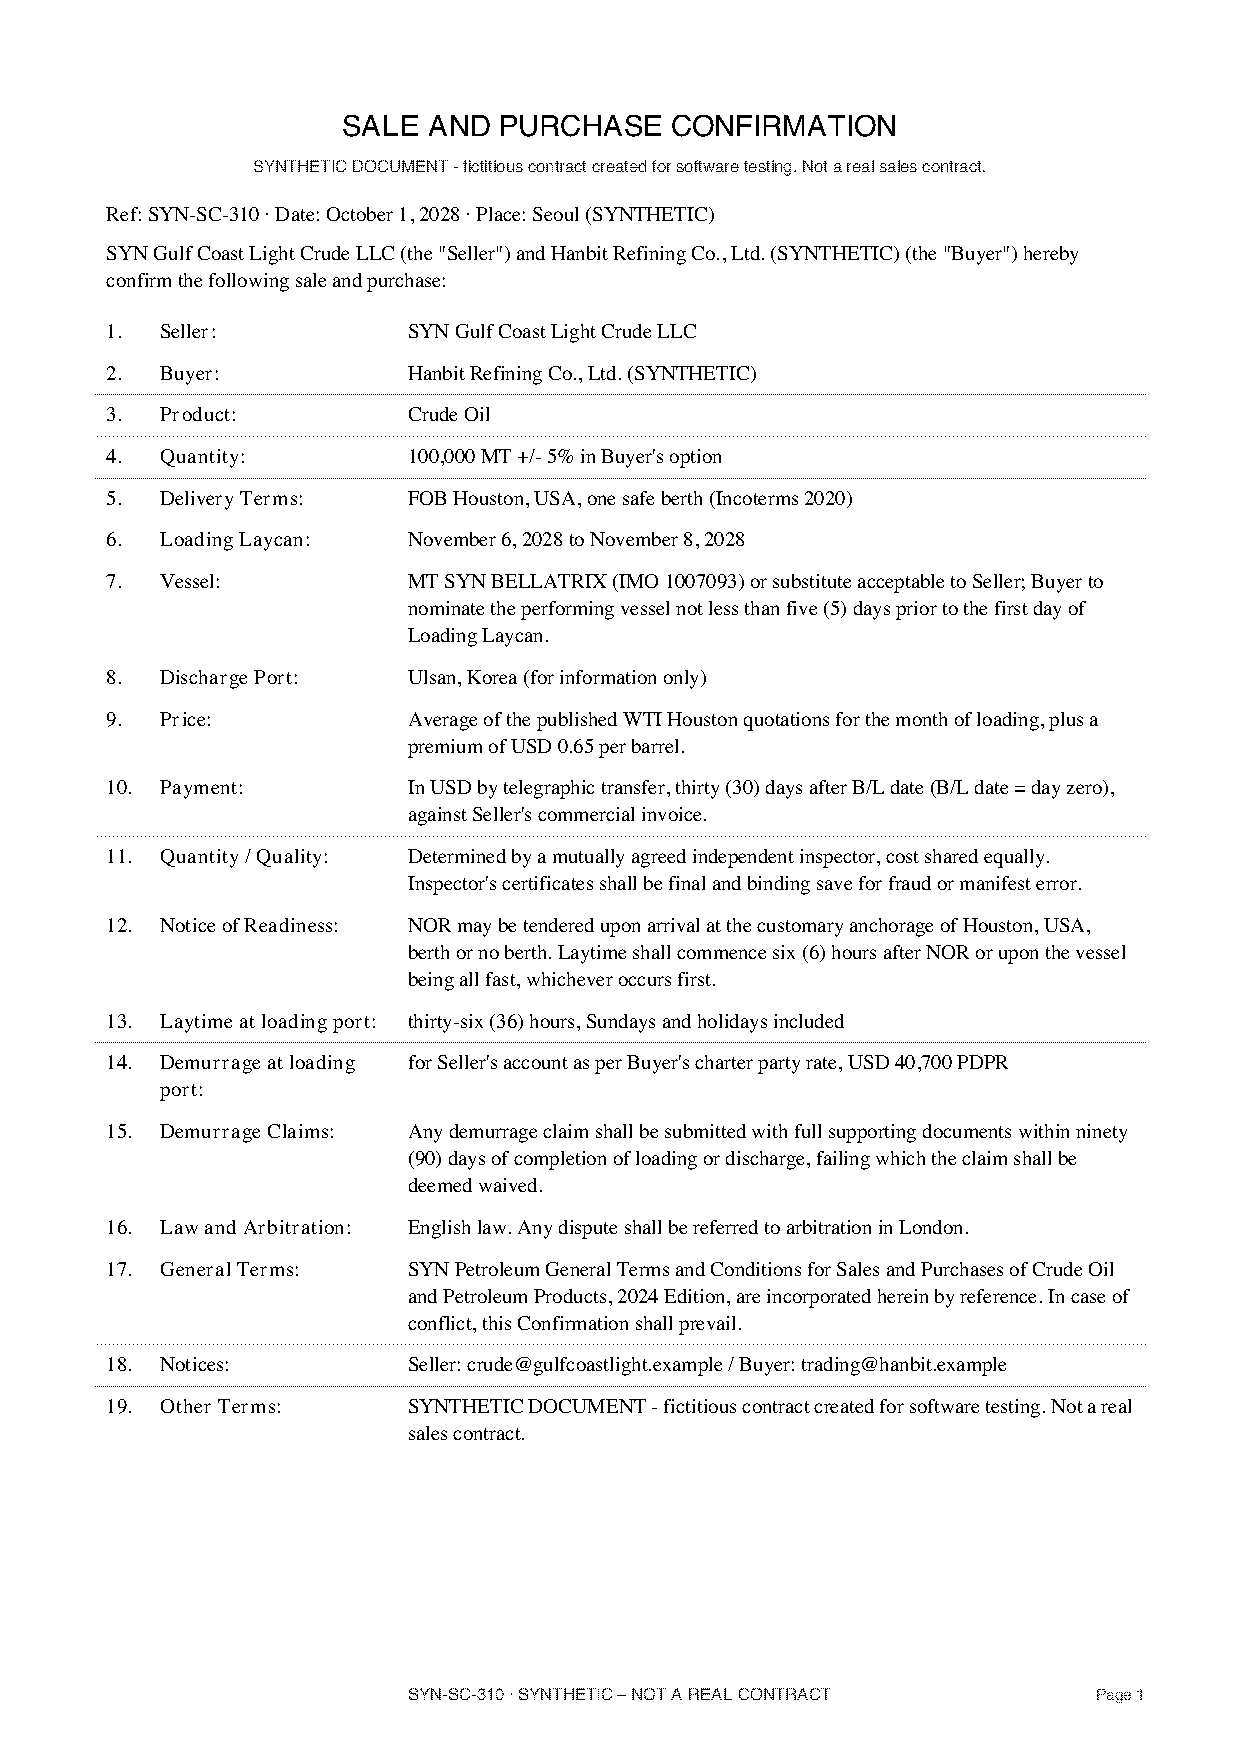 SALE AND PURCHASE CONFIRMATION
SYNTHETIC DOCUMENT - fictitious contract created for software testing. Not a real sales contract.
Ref: SYN-SC-310 · Date: October 1, 2028 · Place: Seoul (SYNTHETIC)
SYN Gulf Coast Light Crude LLC (the "Seller") and Hanbit Refining Co., Ltd. (SYNTHETIC) (the "Buyer") hereby
confirm the following sale and purchase:
1. Seller: SYN Gulf Coast Light Crude LLC
2. Buyer: Hanbit Refining Co., Ltd. (SYNTHETIC)
3. Product: Crude Oil
4. Quantity: 100,000 MT +/- 5% in Buyer's option
5. Delivery Terms: FOB Houston, USA, one safe berth (Incoterms 2020)
6. Loading Laycan: November 6, 2028 to November 8, 2028
7. Vessel: MT SYN BELLATRIX (IMO 1007093) or substitute acceptable to Seller; Buyer to
nominate the performing vessel not less than five (5) days prior to the first day of
Loading Laycan.
8. Discharge Port: Ulsan, Korea (for information only)
9. Price: Average of the published WTI Houston quotations for the month of loading, plus a
premium of USD 0.65 per barrel.
10. Payment: In USD by telegraphic transfer, thirty (30) days after B/L date (B/L date = day zero),
against Seller's commercial invoice.
11. Quantity / Quality: Determined by a mutually agreed independent inspector, cost shared equally.
Inspector's certificates shall be final and binding save for fraud or manifest error.
12. Notice of Readiness: NOR may be tendered upon arrival at the customary anchorage of Houston, USA,
berth or no berth. Laytime shall commence six (6) hours after NOR or upon the vessel
being all fast, whichever occurs first.
13. Laytime at loading port: thirty-six (36) hours, Sundays and holidays included
14. Demurrage at loading for Seller's account as per Buyer's charter party rate, USD 40,700 PDPR
port:
15. Demurrage Claims: Any demurrage claim shall be submitted with full supporting documents within ninety
(90) days of completion of loading or discharge, failing which the claim shall be
deemed waived.
16. Law and Arbitration: English law. Any dispute shall be referred to arbitration in London.
17. General Terms: SYN Petroleum General Terms and Conditions for Sales and Purchases of Crude Oil
and Petroleum Products, 2024 Edition, are incorporated herein by reference. In case of
conflict, this Confirmation shall prevail.
18. Notices: Seller: crude@gulfcoastlight.example / Buyer: trading@hanbit.example
19. Other Terms: SYNTHETIC DOCUMENT - fictitious contract created for software testing. Not a real
sales contract.
SYN-SC-310 · SYNTHETIC – NOT A REAL CONTRACT Page 1